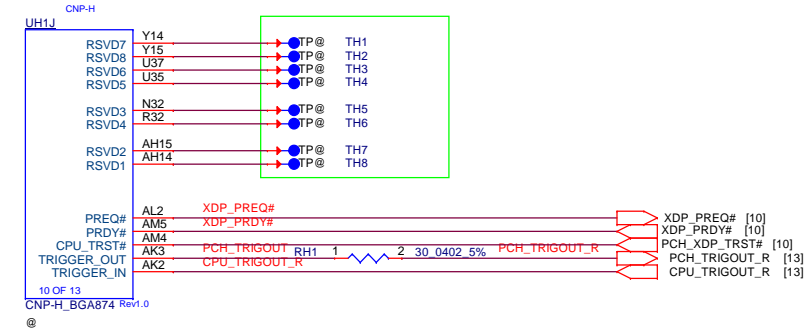 CNP-H
UH1J
RSVD7 Y14 TP@ TH1
RSVD8 Y15 TP@ TH2
RSVD6 U37 TP@ TH3
RSVD5 U35 TP@ TH4
RSVD3 N32 TP@ TH5
RSVD4 R32 TP@ TH6
RSVD2 AH15 TP@ TH7
RSVD1 AH14 TP@ TH8
PREQ# AL2 XDP_PREQ# XDP_PREQ# [10]
PRDY# AM5 XDP_PRDY# XDP_PRDY# [10]
CPU_TRST# AM4 PCH_XDP_TRST# [10]
TRIGGER_OUT AK3 PCH_TRIGOUT RH1 1 2 30_0402_5% PCH_TRIGOUT_R PCH_TRIGOUT_R [13]
TRIGGER_IN AK2 CPU_TRIGOUT_R CPU_TRIGOUT_R [13]
10 OF 13
CNP-H_BGA874 Rev1.0
@